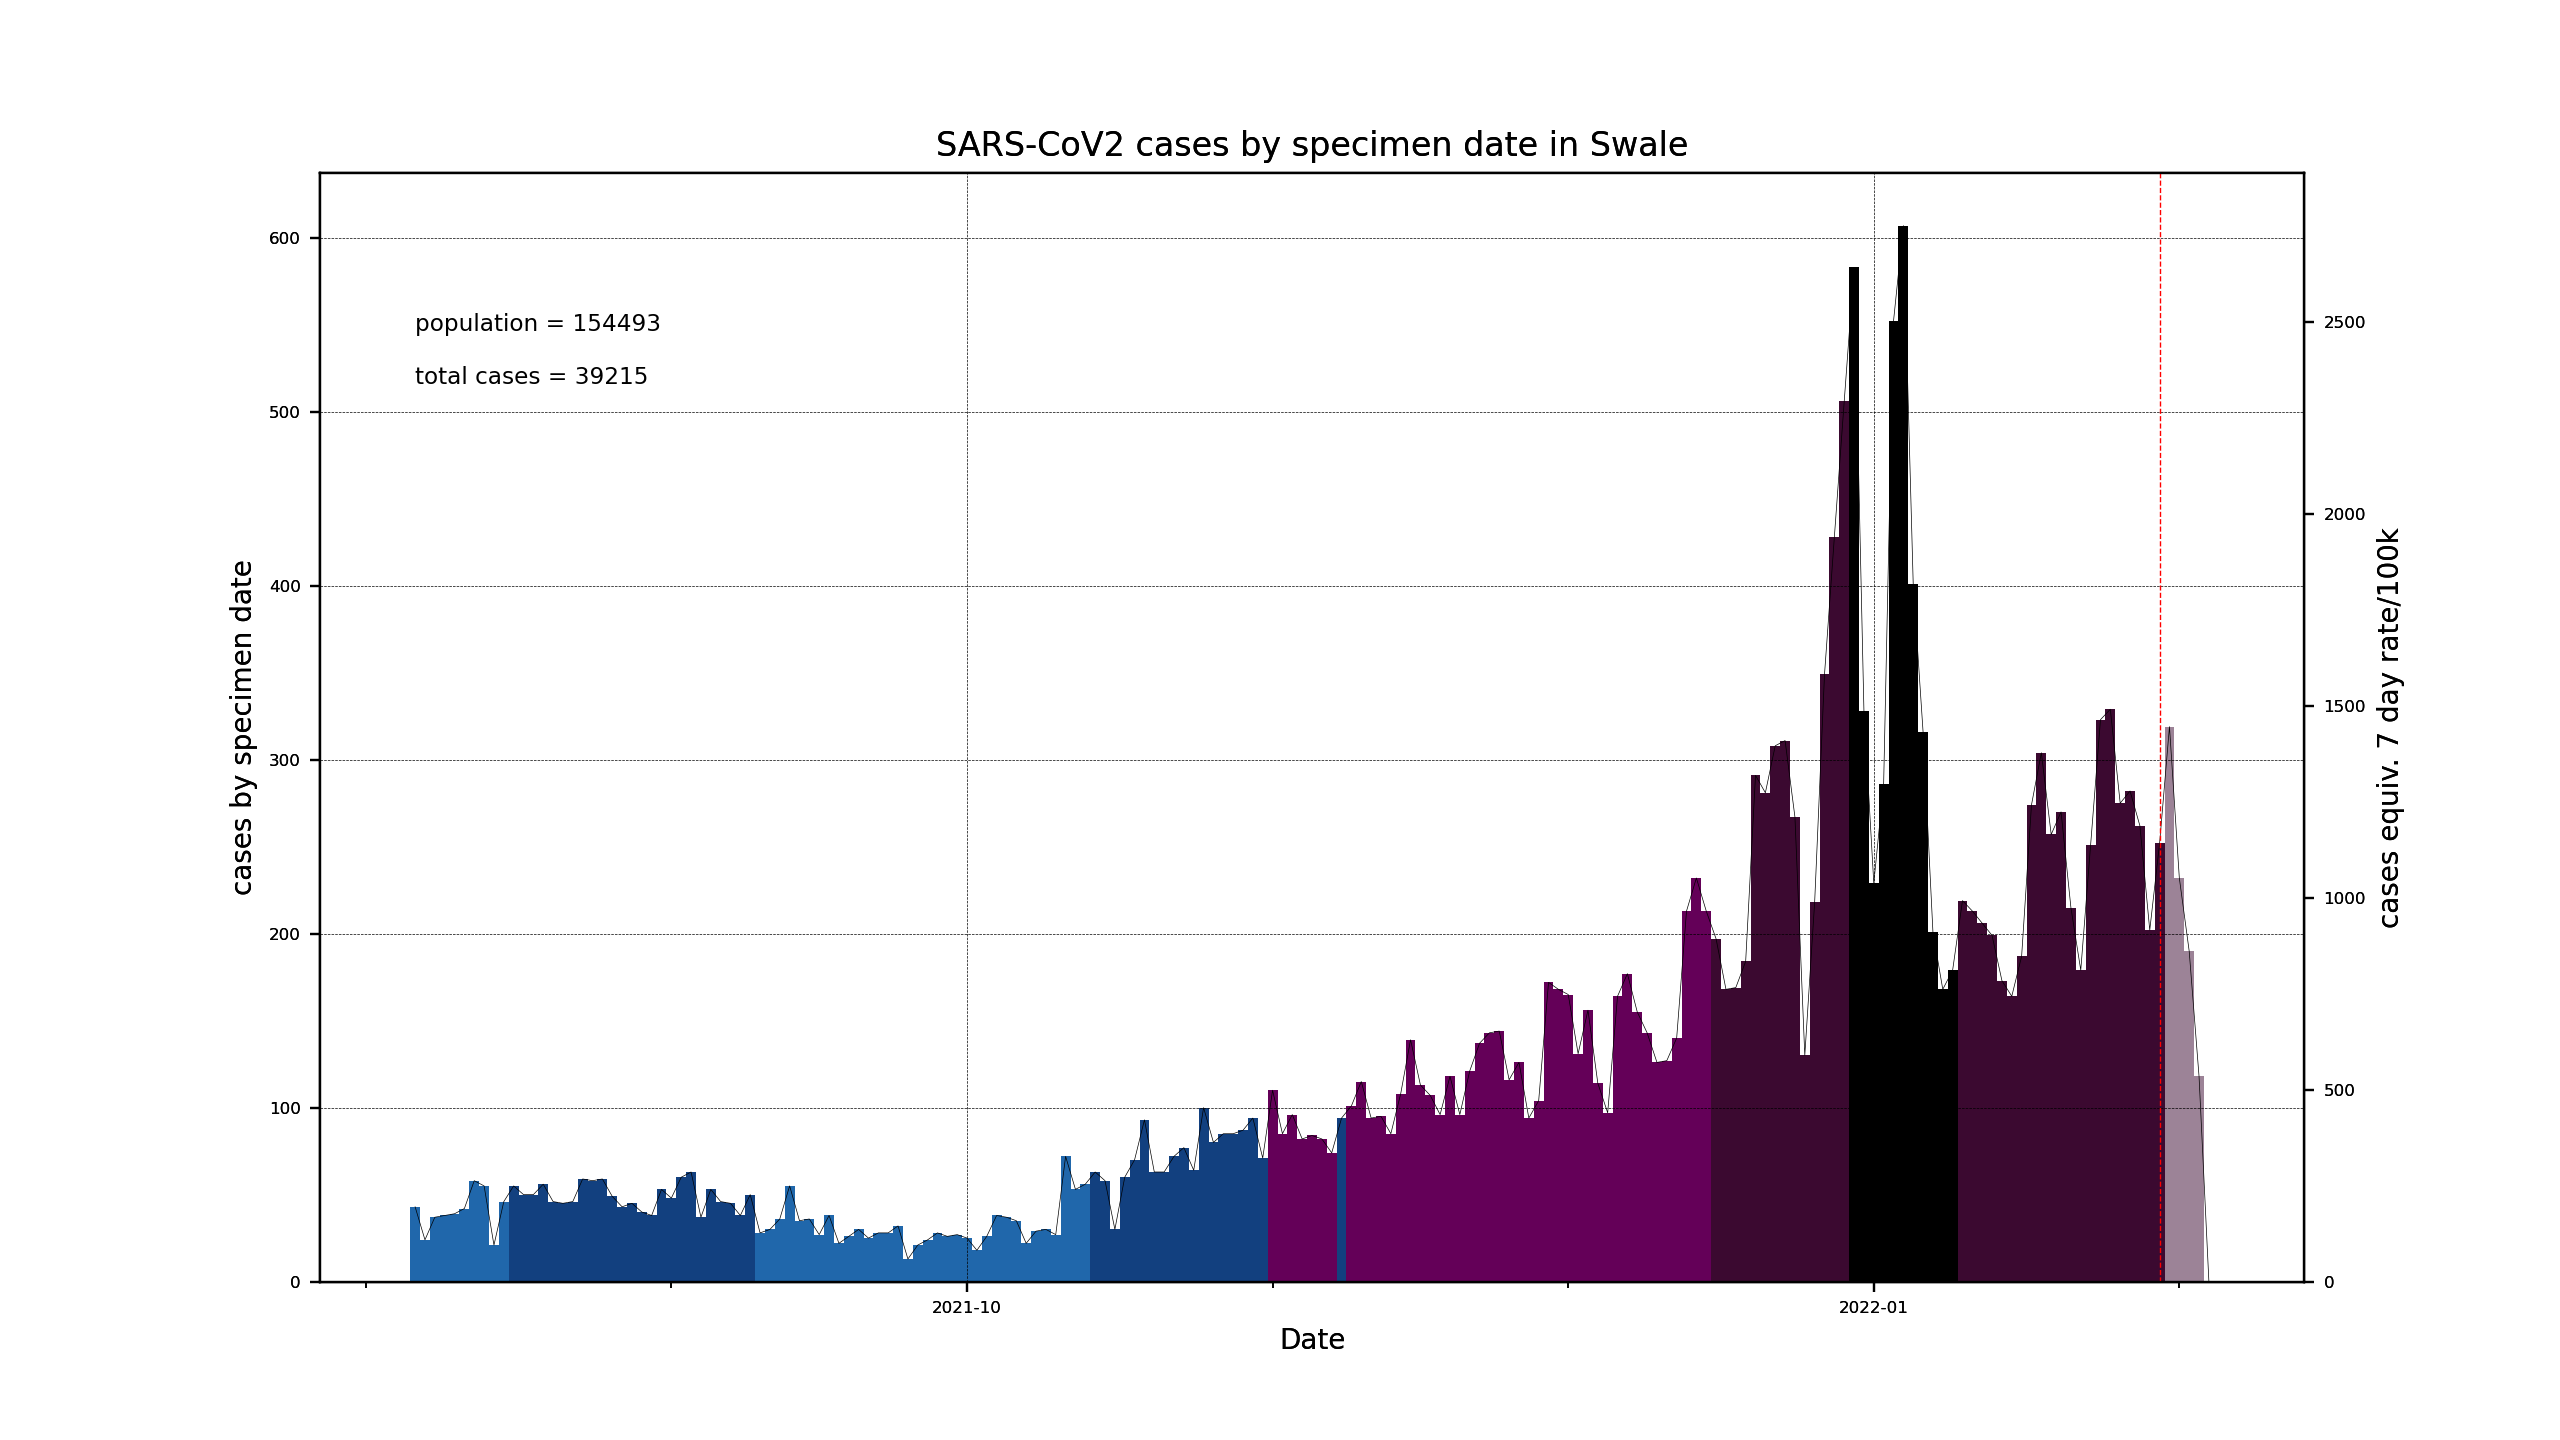 SARS-CoV2 cases by specimen date in Swale
population = 154493
total cases = 39215
cases by specimen date
600
500
400
300
200
100
0
2500
2000
1500
1000
500
0
cases equiv. 7 day rate/100k
2021-10
2022-01
Date